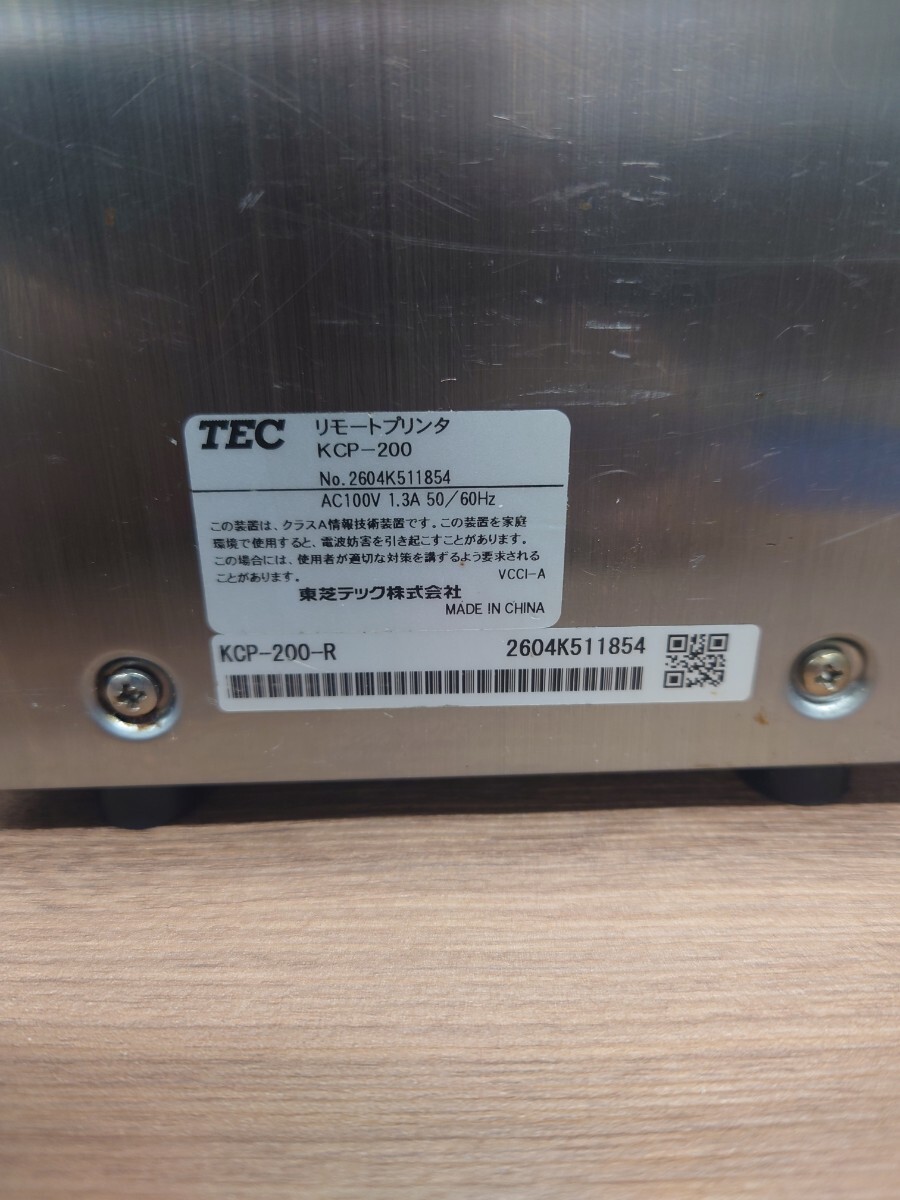 TEC リモートプリンタ
KCP-200
No.2604K511854
AC100V 1.3A 50/60Hz
この装置は、クラスA情報技術装置です。この装置を家庭
環境で使用すると、電波妨害を引き起こすことがあります。
この場合には、使用者が適切な対策を講ずるよう要求される
ことがあります。 VCCI-A
東芝テック株式会社
MADE IN CHINA
KCP-200-R 2604K511854